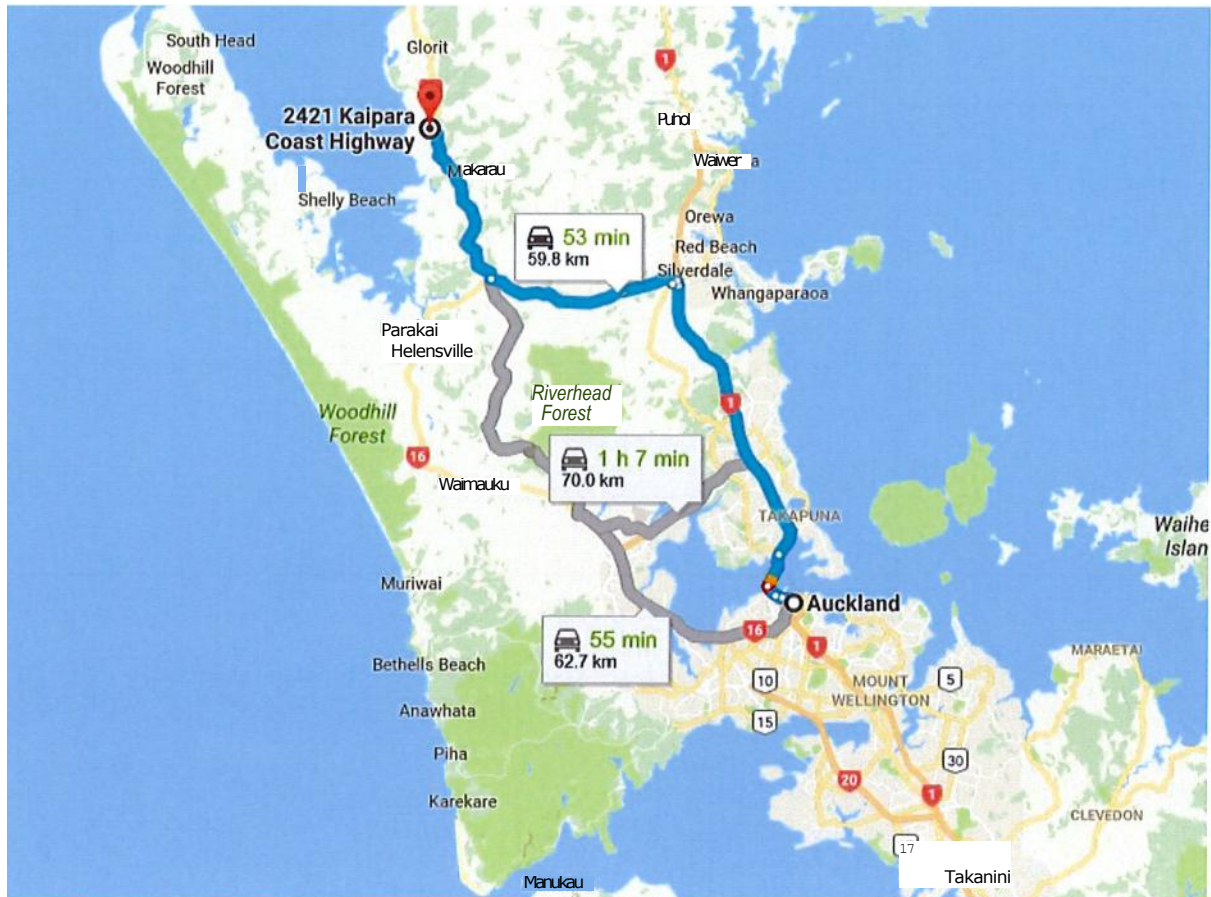 South Head
Glorit
Woodhill
Forest
1
2421 Kaipara
Coast Highway
Puhol
Makarau
Waiwer a
Shelly Beach
Orewa
53 min
59.8 km
Red Beach
Silverdale
Whangaparaoa
Parakai
Helensville
Riverhead
Forest
1
Woodhill
Forest
16
1 h 7 min
70.0 km
Waimauku
TAKAPUNA
Waihe
Islan
Muriwai
Auckland
55 min
62.7 km
16
1
Bethells Beach
MARAETAI
10
MOUNT
WELLINGTON
5
Anawhata
15
Piha
30
20
1
Karekare
CLEVEDON
17
Takanini
Manukau